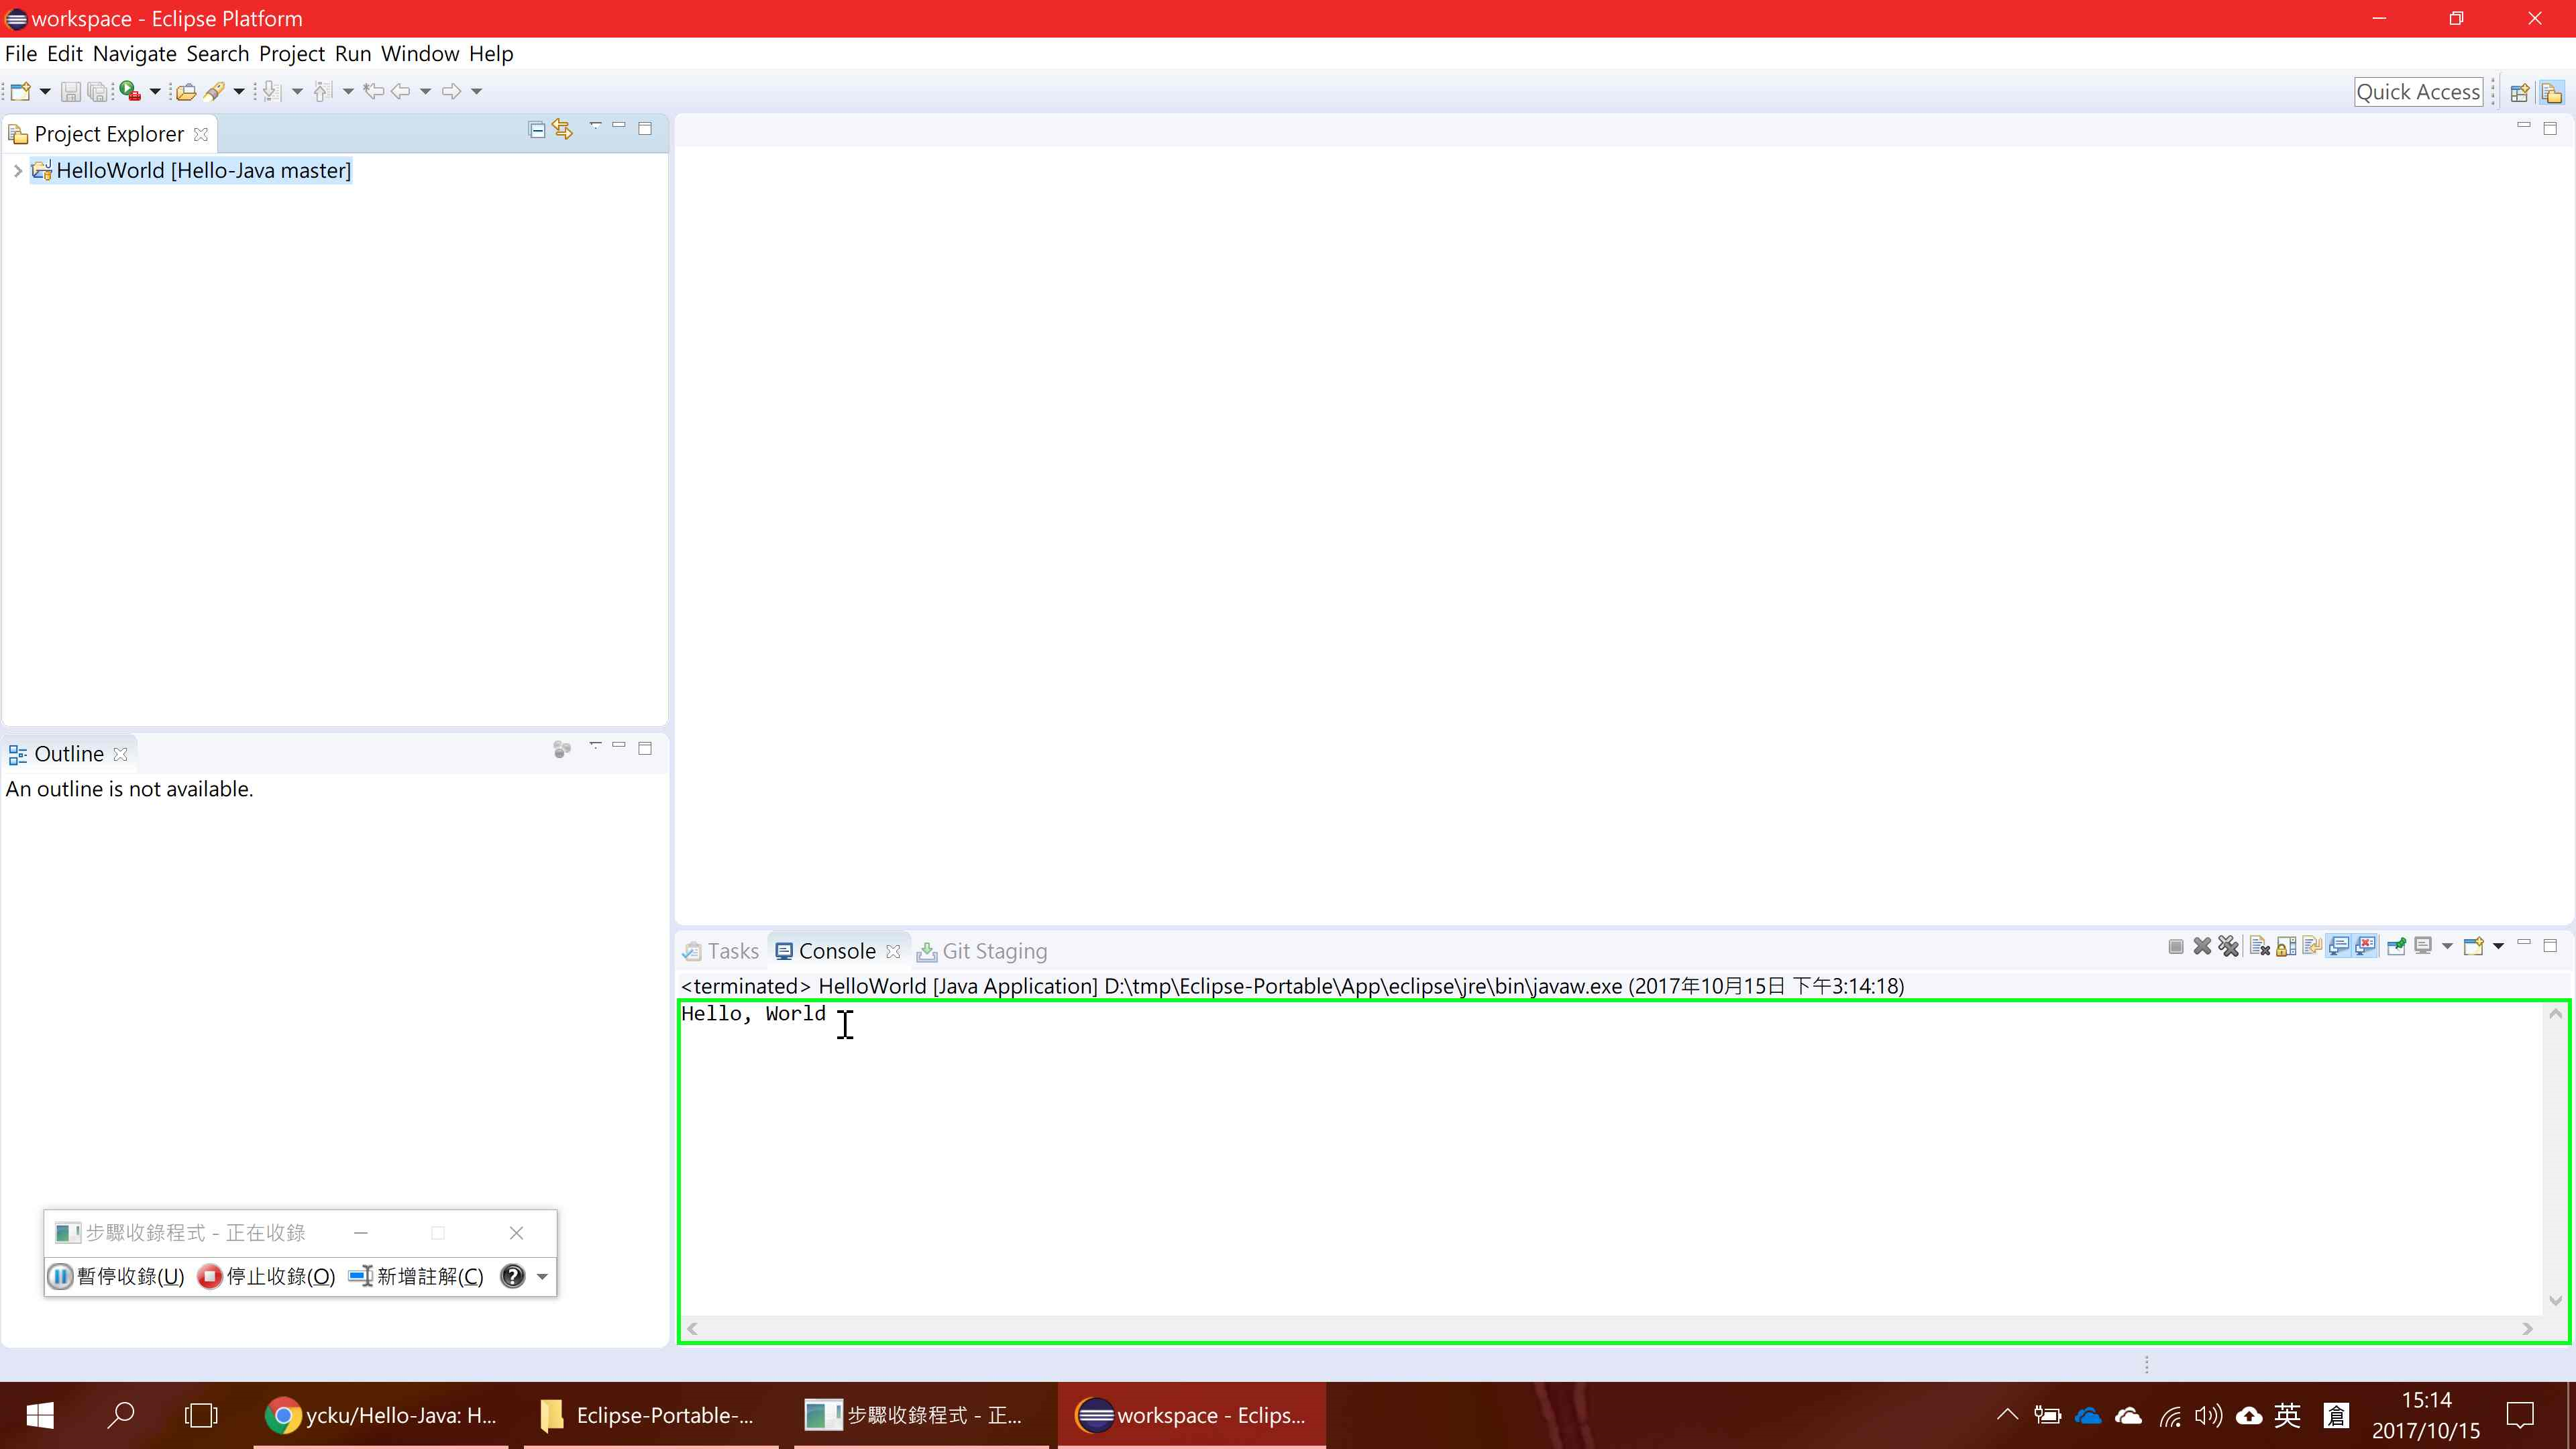 workspace - Eclipse Platform
File Edit Navigate Search Project Run Window Help
Quick Access
Project Explorer
HelloWorld [Hello-Java master]
Outline
An outline is not available.
Tasks Console Git Staging
<terminated> HelloWorld [Java Application] D:\tmp\Eclipse-Portable\App\eclipse\jre\bin\javaw.exe (2017年10月15日 下午3:14:18)
Hello, World
步驟收錄程式 - 正在收錄
暫停收錄(U) 停止收錄(O) 新增註解(C)
ycku/Hello-Java: H... Eclipse-Portable-... 步驟收錄程式 - 正... workspace - Eclips...
英 倉
15:14
2017/10/15